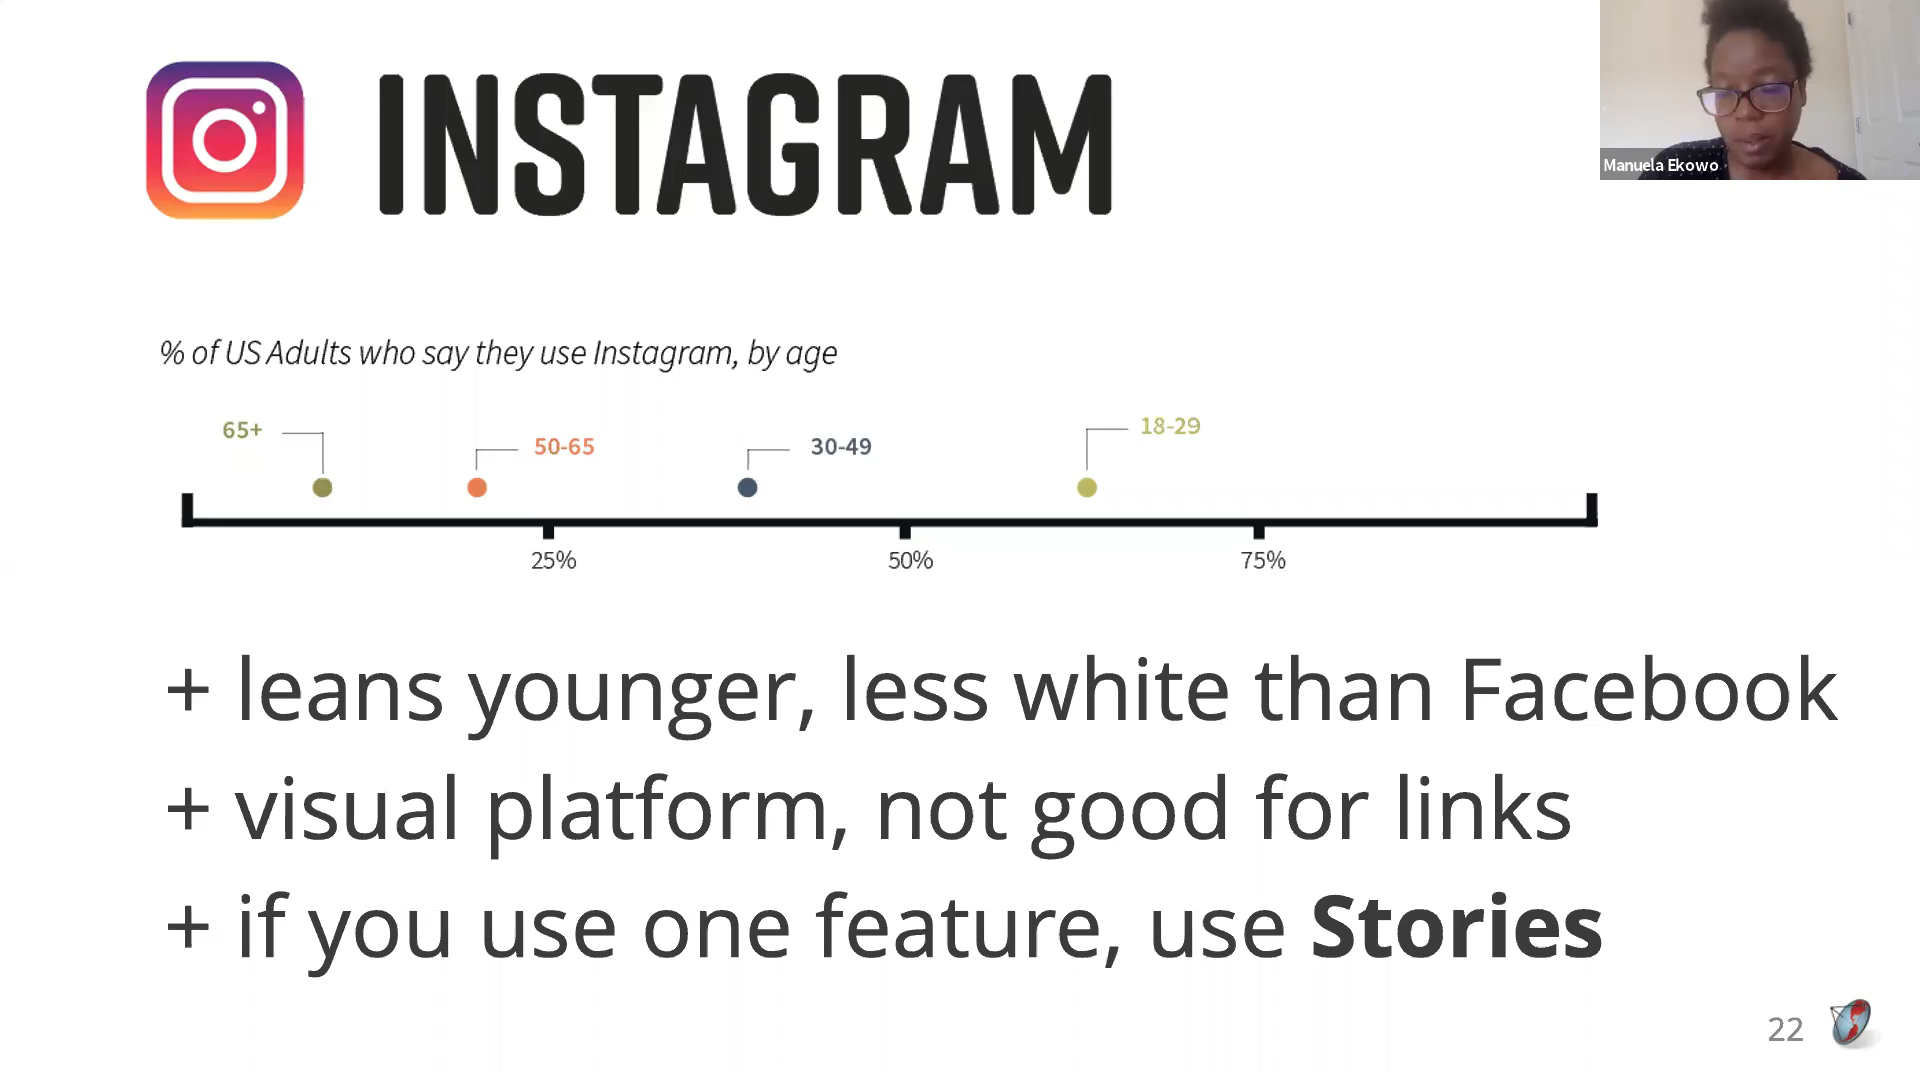 INSTAGRAM
Manuela Ekowo
% of US Adults who say they use Instagram, by age
65+
50-65
30-49
18-29
25%
50%
75%
+ leans younger, less white than Facebook
+ visual platform, not good for links
+ if you use one feature, use Stories
22